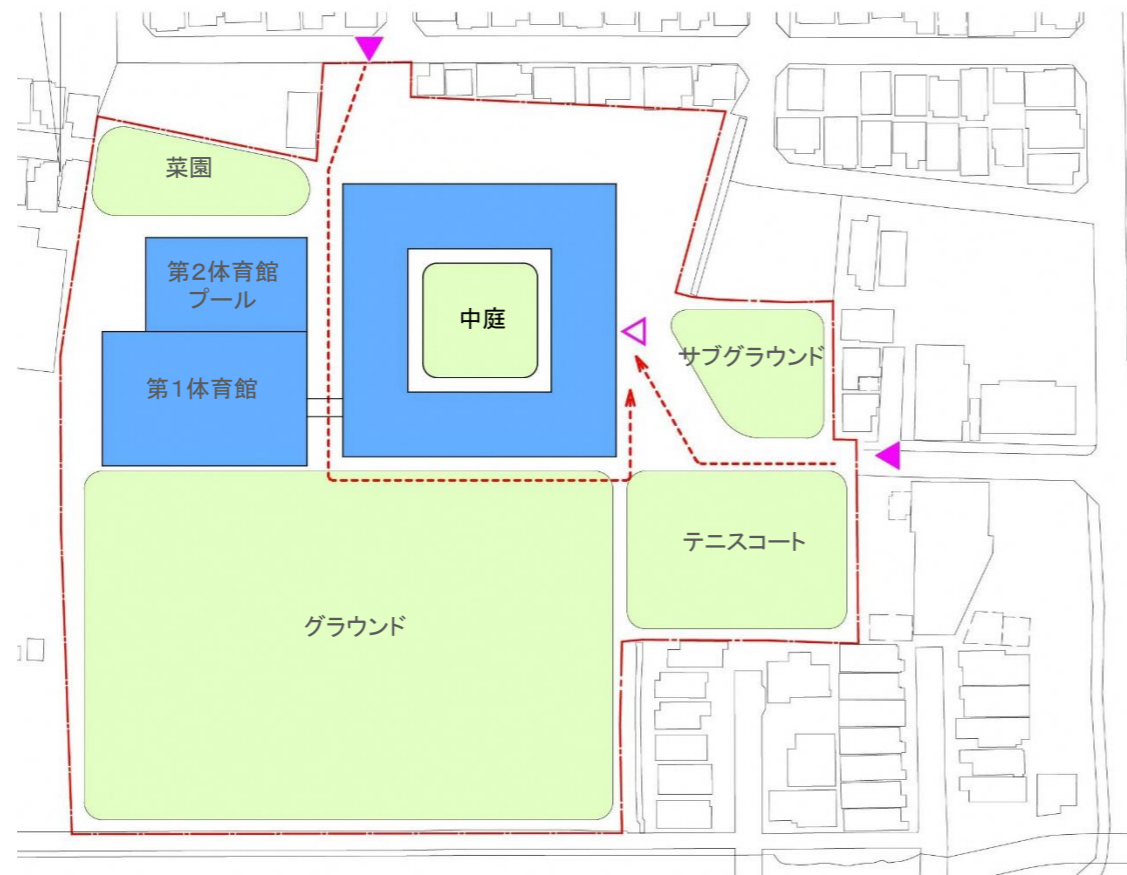 菜園
第2体育館
プール
中庭
サブグラウンド
第1体育館
テニスコート
グラウンド